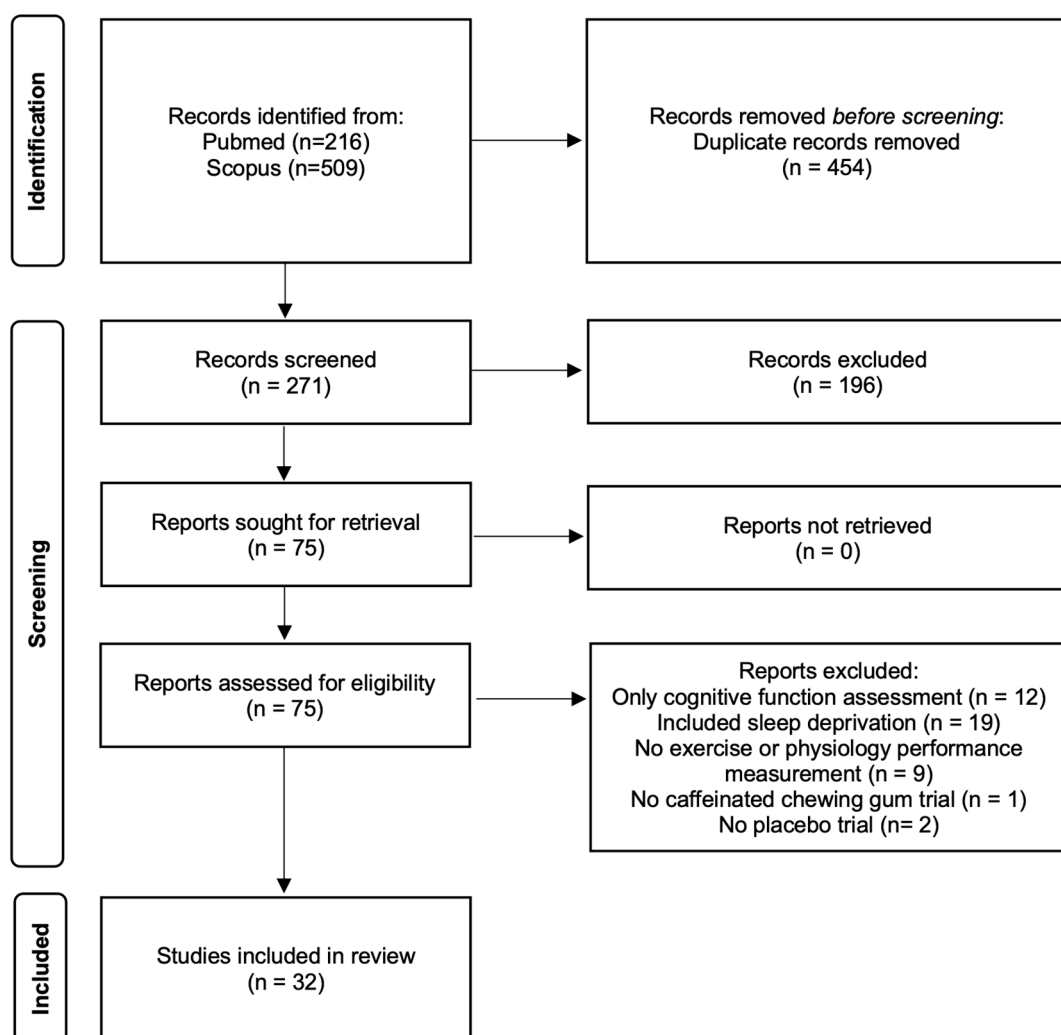 Identification
Records identified from:
Pubmed (n=216)
Scopus (n=509)
Records removed before screening:
Duplicate records removed
(n = 454)
Screening
Records screened
(n = 271)
Records excluded
(n = 196)
Reports sought for retrieval
(n = 75)
Reports not retrieved
(n = 0)
Reports assessed for eligibility
(n = 75)
Reports excluded:
Only cognitive function assessment (n = 12)
Included sleep deprivation (n = 19)
No exercise or physiology performance
measurement (n = 9)
No caffeinated chewing gum trial (n = 1)
No placebo trial (n= 2)
Included
Studies included in review
(n = 32)